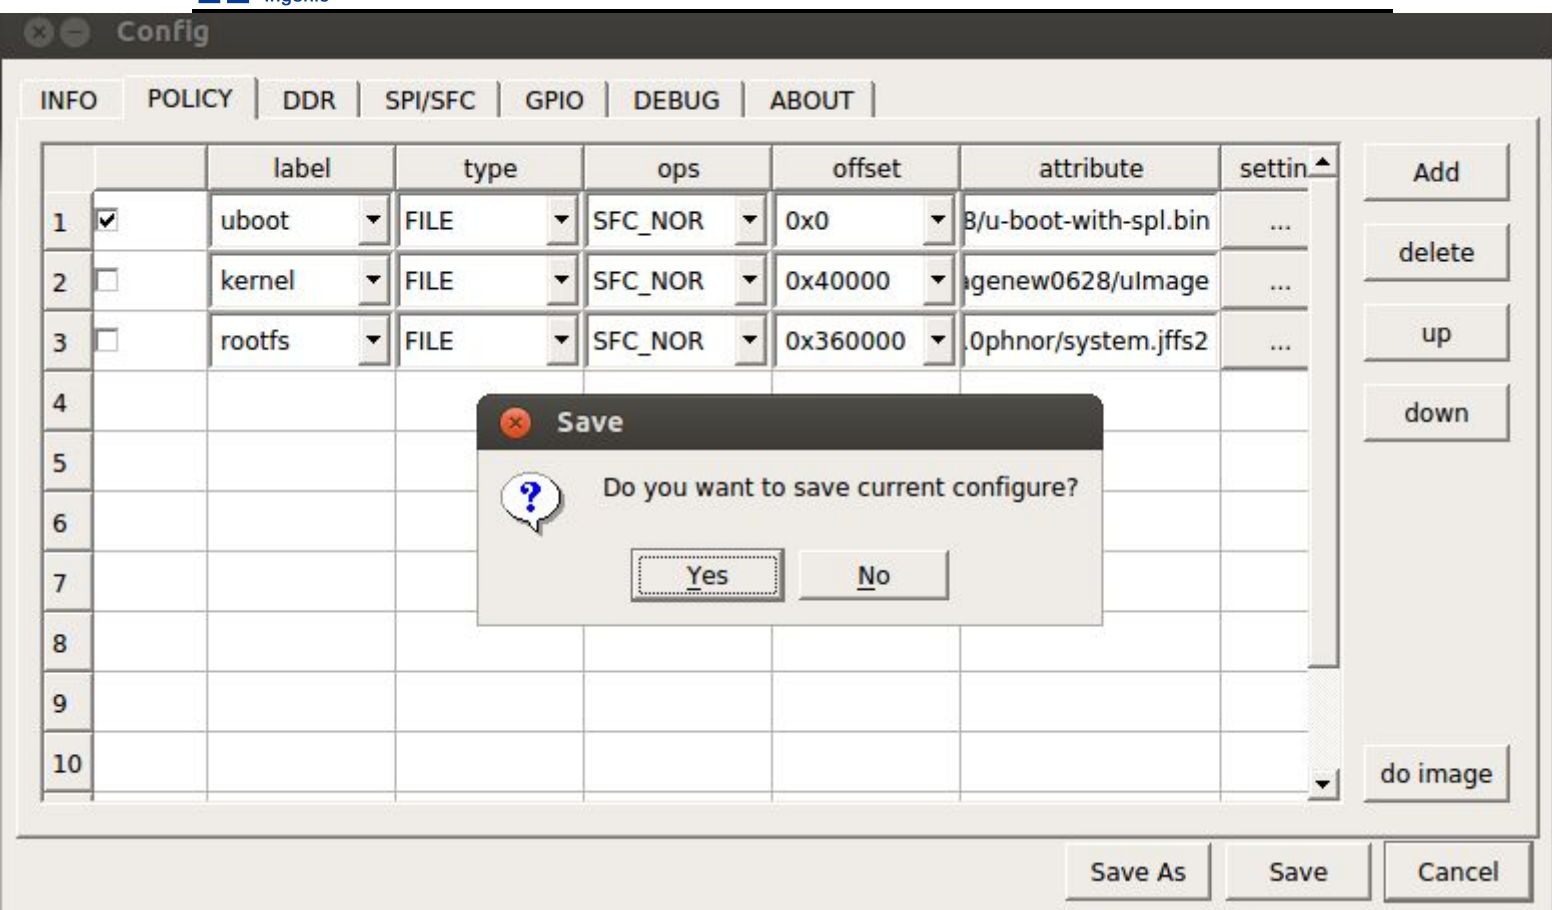 Ingenic
Config
INFO POLICY DDR SPI/SFC GPIO DEBUG ABOUT
label type ops offset attribute settin
1 uboot FILE SFC_NOR 0x0 8/u-boot-with-spl.bin ...
2 kernel FILE SFC_NOR 0x40000 agenew0628/uImage ...
3 rootfs FILE SFC_NOR 0x360000 .0phnor/system.jffs2 ...
4
5
6
7
8
9
10
Add
delete
up
down
do image
Save
Do you want to save current configure?
Yes No
Save As Save Cancel